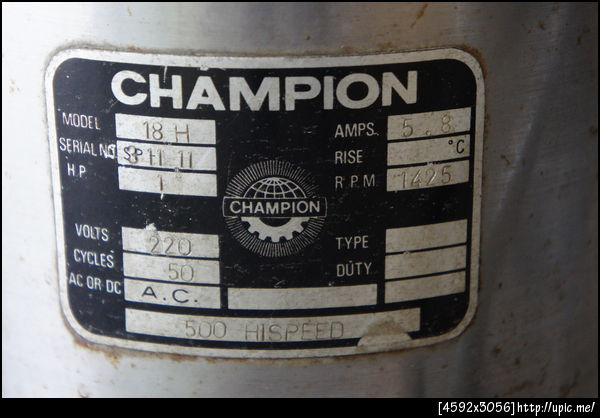 CHAMPION
MODEL 18 H
SERIAL NO. SP 11 11
H.P 1
AMPS. 5.8
RISE °C
R.P.M 1425
CHAMPION
VOLTS 220
CYCLES 50
AC OR DC A.C.
TYPE
DUTY
500 HISPEED
[4592x3056]http://upic.me/